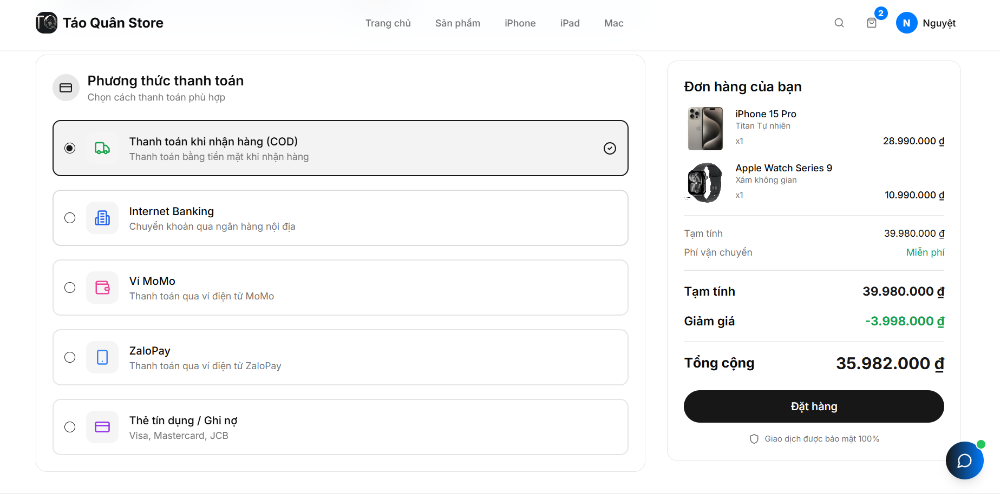 TQ Táo Quân Store
Trang chủ
Sản phẩm
iPhone
iPad
Mac
2
N Nguyệt
Phương thức thanh toán
Chọn cách thanh toán phù hợp
Thanh toán khi nhận hàng (COD)
Thanh toán bằng tiền mặt khi nhận hàng
Internet Banking
Chuyển khoản qua ngân hàng nội địa
Ví MoMo
Thanh toán qua ví điện tử MoMo
ZaloPay
Thanh toán qua ví điện tử ZaloPay
Thẻ tín dụng / Ghi nợ
Visa, Mastercard, JCB
Đơn hàng của bạn
iPhone 15 Pro
Titan Tự nhiên
x1 28.990.000 ₫
Apple Watch Series 9
Xám không gian
x1 10.990.000 ₫
Tạm tính 39.980.000 ₫
Phí vận chuyển Miễn phí
Tạm tính 39.980.000 ₫
Giảm giá -3.998.000 ₫
Tổng cộng 35.982.000 ₫
Đặt hàng
Giao dịch được bảo mật 100%